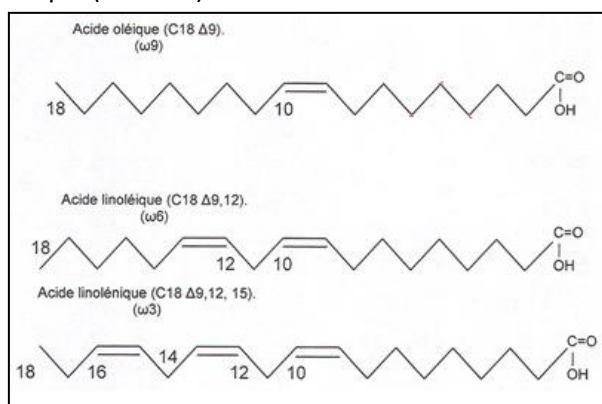 Acide oléique (C18 Δ9).
(ω9)
C=O
18 10 OH
Acide linoléique (C18 Δ9,12).
(ω6)
18 C=O
12 10 OH
Acide linolénique (C18 Δ9,12, 15).
(ω3)
14 C=O
18 16 12 10 OH